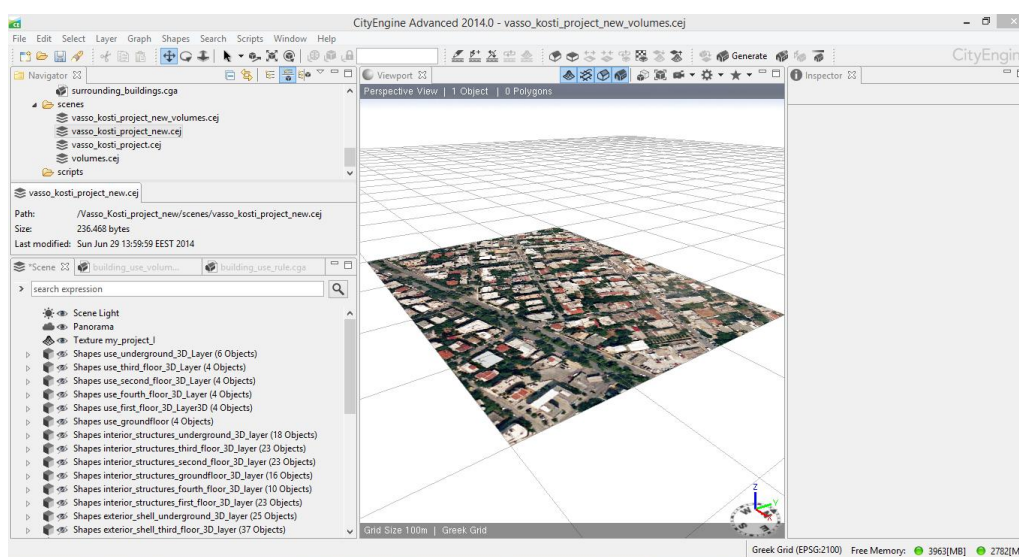 CityEngine Advanced 2014.0 - vasso_kosti_project_new_volumes.cej
File Edit Select Layer Graph Shapes Search Scripts Window Help
Generate
CityEngin
Navigator
Viewport
Inspector
Perspective View | 1 Object | 0 Polygons
surrounding_buildings.cga
scenes
vasso_kosti_project_new_volumes.cej
vasso_kosti_project_new.cej
vasso_kosti_project.cej
volumes.cej
scripts
vasso_kosti_project_new.cej
Path: /Vasso_Kosti_project_new/scenes/vasso_kosti_project_new.cej
Size: 236.468 bytes
Last modified: Sun Jun 29 13:59:59 EEST 2014
*Scene
building_use_volum...
building_use_rule.cga
search expression
Scene Light
Panorama
Texture my_project_l
Shapes use_underground_3D_Layer (6 Objects)
Shapes use_third_floor_3D_Layer (4 Objects)
Shapes use_second_floor_3D_Layer (4 Objects)
Shapes use_fourth_floor_3D_Layer (4 Objects)
Shapes use_first_floor_3D_Layer3D (4 Objects)
Shapes use_groundfloor (4 Objects)
Shapes interior_structures_underground_3D_layer (18 Objects)
Shapes interior_structures_third_floor_3D_layer (23 Objects)
Shapes interior_structures_second_floor_3D_layer (23 Objects)
Shapes interior_structures_groundfloor_3D_layer (16 Objects)
Shapes interior_structures_fourth_floor_3D_layer (10 Objects)
Shapes interior_structures_first_floor_3D_layer (23 Objects)
Shapes exterior_shell_underground_3D_layer (25 Objects)
Shapes exterior_shell_third_floor_3D_layer (37 Objects)
Z
Y
X
Grid Size 100m | Greek Grid
Greek Grid (EPSG:2100) Free Memory: 3963[MB] 2782[M